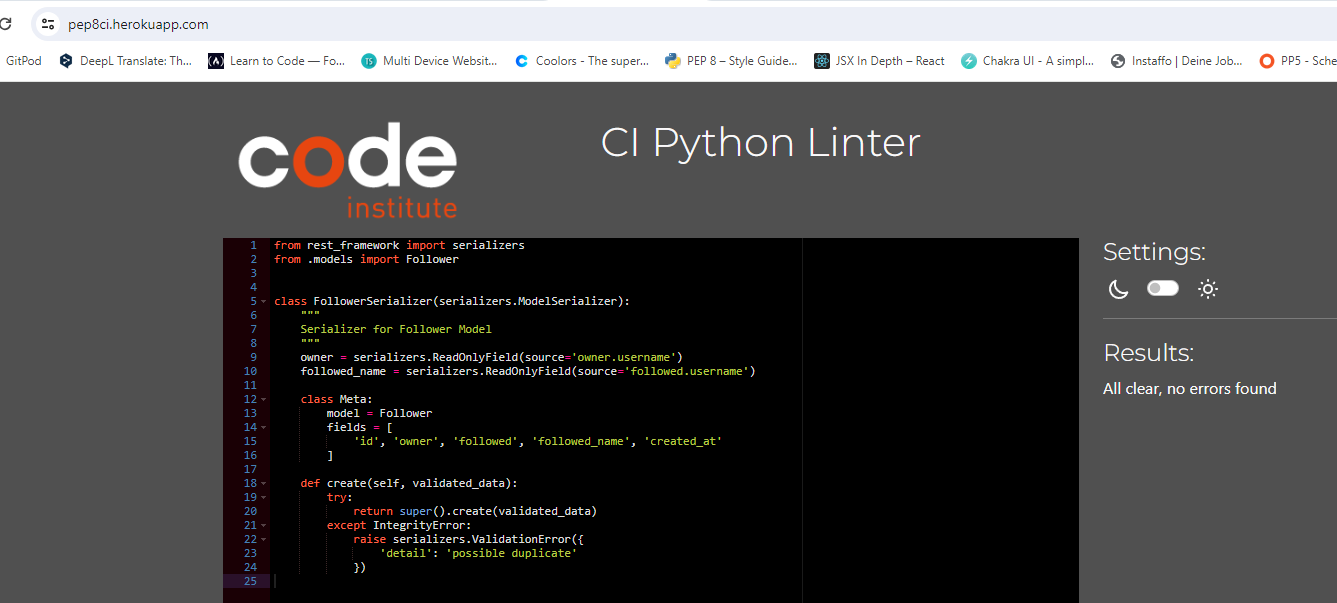 pep8ci.herokuapp.com
GitPod DeepL Translate: Th... Learn to Code — Fo... Multi Device Websit... Coolors - The super... PEP 8 – Style Guide... JSX In Depth – React Chakra UI - A simpl... Instaffo | Deine Job... PP5 - Sche
code
institute
CI Python Linter
1 from rest_framework import serializers
2 from .models import Follower
3
4
5 class FollowerSerializer(serializers.ModelSerializer):
6 """
7 Serializer for Follower Model
8 """
9 owner = serializers.ReadOnlyField(source='owner.username')
10 followed_name = serializers.ReadOnlyField(source='followed.username')
11
12 class Meta:
13 model = Follower
14 fields = [
15 'id', 'owner', 'followed', 'followed_name', 'created_at'
16 ]
17
18 def create(self, validated_data):
19 try:
20 return super().create(validated_data)
21 except IntegrityError:
22 raise serializers.ValidationError({
23 'detail': 'possible duplicate'
24 })
25
Settings:
Results:
All clear, no errors found